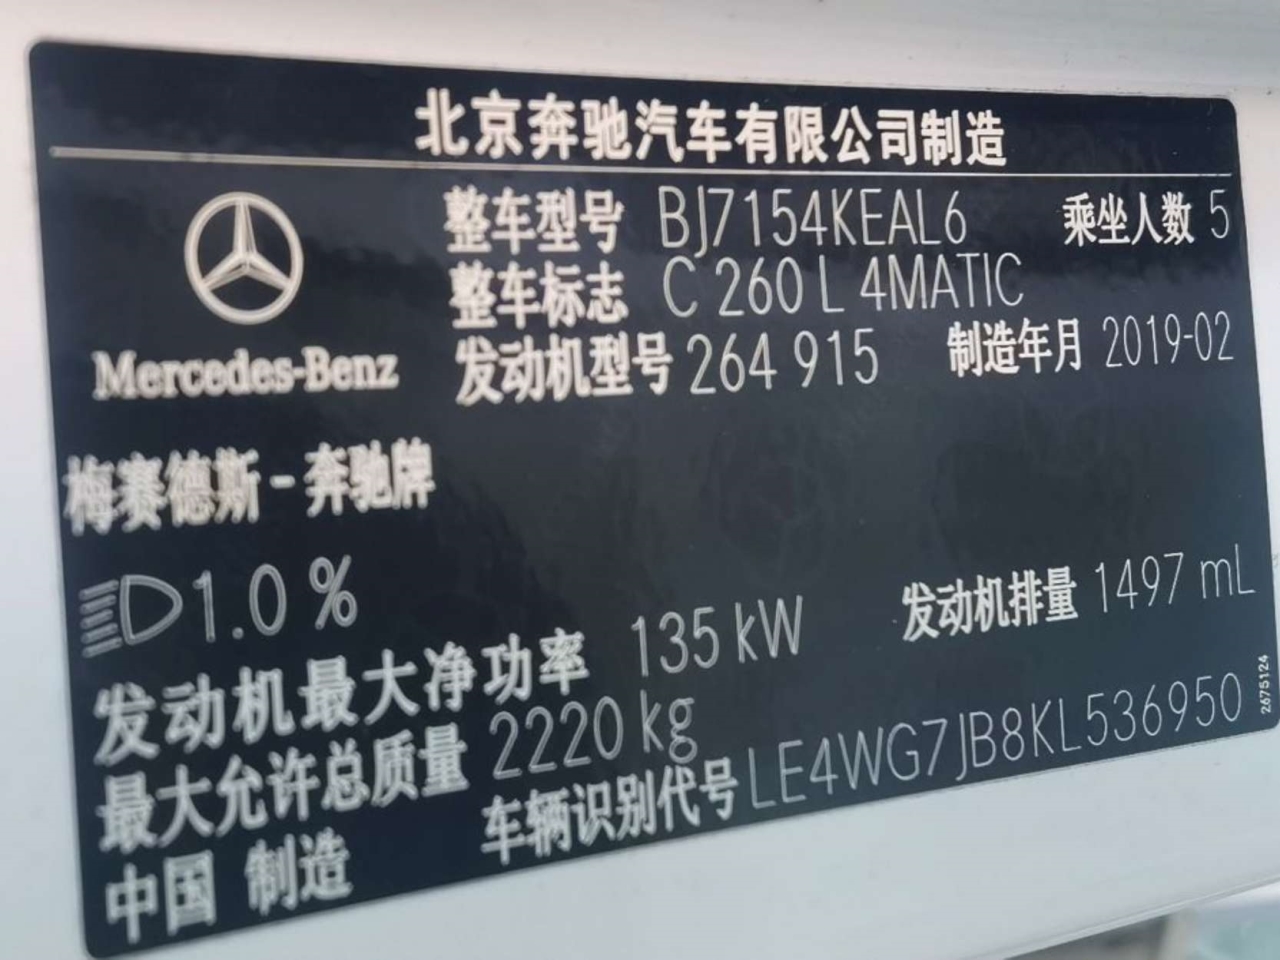 北京奔驰汽车有限公司制造
整车型号 BJ7154KEAL6 乘坐人数 5
整车标志 C 260 L 4MATIC
Mercedes-Benz
发动机型号 264 915 制造年月 2019-02
梅赛德斯-奔驰牌
1.0 %
发动机最大净功率 135 kW 发动机排量 1497 mL
最大允许总质量 2220 kg
中国 制造 车辆识别代号 LE4WG7JB8KL536950
2675124